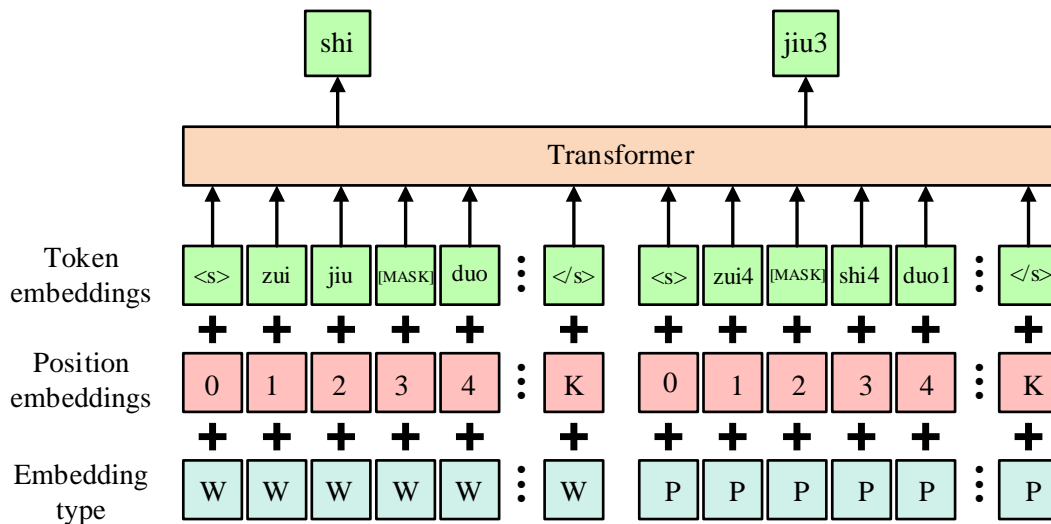 shi jiu3
Transformer
Token embeddings <s> zui jiu [MASK] duo </s> <s> zui4 [MASK] shi4 duo1 </s>
Position embeddings 0 1 2 3 4 K 0 1 2 3 4 K
Embedding type W W W W W W P P P P P P